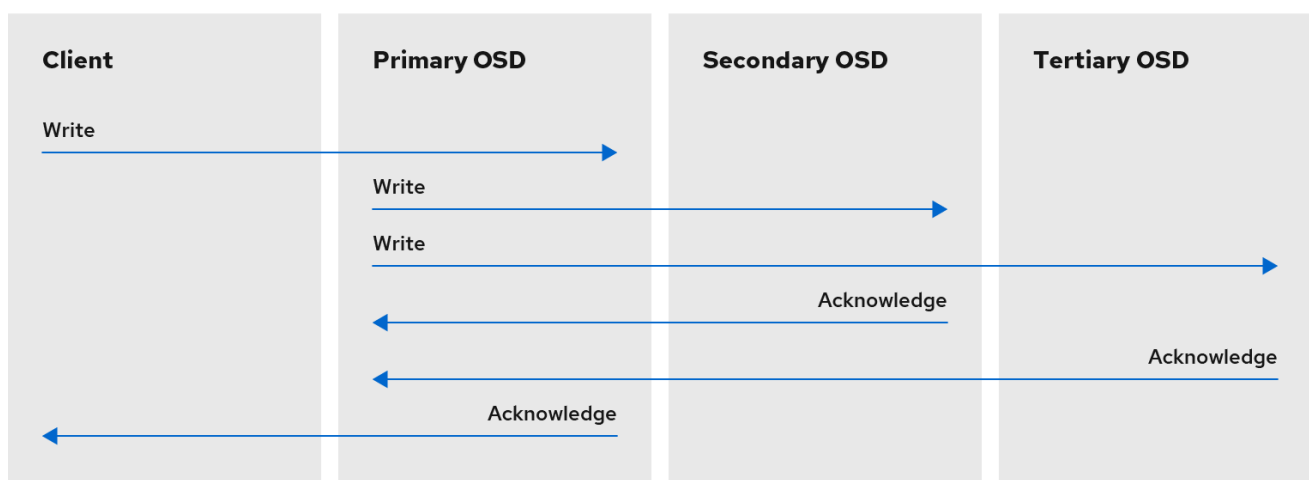 Client
Primary OSD
Secondary OSD
Tertiary OSD
Write
Write
Write
Acknowledge
Acknowledge
Acknowledge